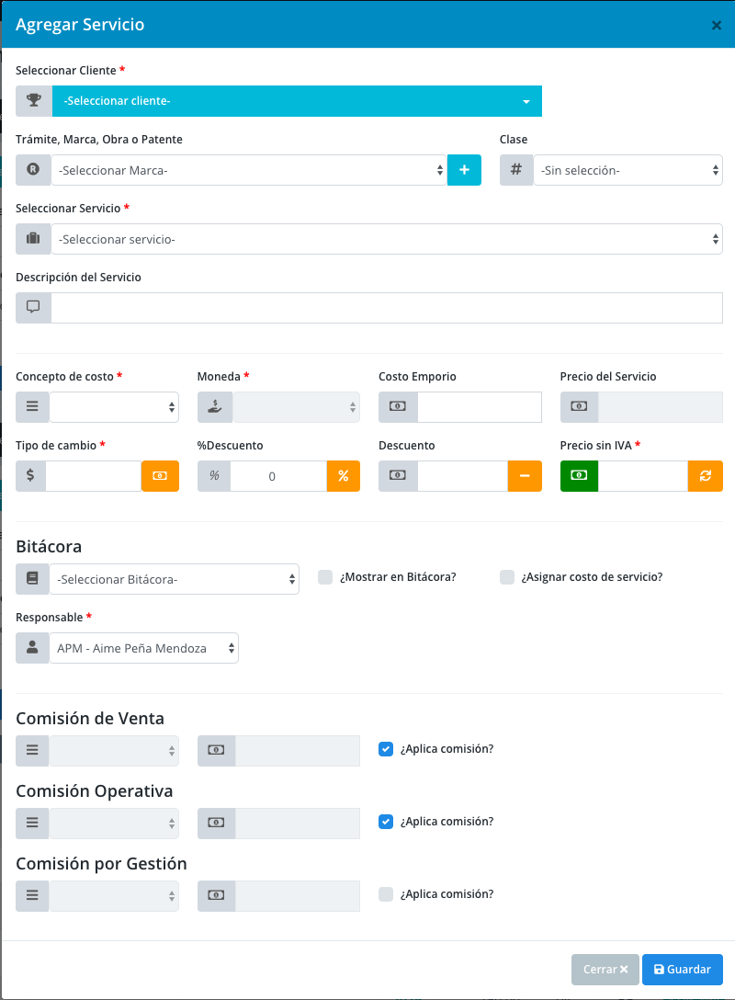 Agregar Servicio ×
Seleccionar Cliente *
-Seleccionar cliente-
Trámite, Marca, Obra o Patente Clase
-Seleccionar Marca- + # -Sin selección-
Seleccionar Servicio *
-Seleccionar servicio-
Descripción del Servicio
Concepto de costo * Moneda * Costo Emporio Precio del Servicio
Tipo de cambio * %Descuento Descuento Precio sin IVA *
$ % 0 % −
Bitácora
-Seleccionar Bitácora- ¿Mostrar en Bitácora? ¿Asignar costo de servicio?
Responsable *
APM - Aime Peña Mendoza
Comisión de Venta
¿Aplica comisión?
Comisión Operativa
¿Aplica comisión?
Comisión por Gestión
¿Aplica comisión?
Cerrar × Guardar